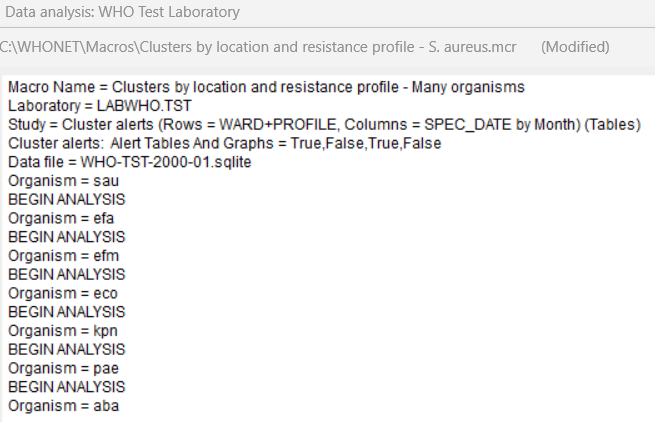 Data analysis: WHO Test Laboratory
C:\WHONET\Macros\Clusters by location and resistance profile - S. aureus.mcr (Modified)
Macro Name = Clusters by location and resistance profile - Many organisms
Laboratory = LABWHO.TST
Study = Cluster alerts (Rows = WARD+PROFILE, Columns = SPEC_DATE by Month) (Tables)
Cluster alerts:  Alert Tables And Graphs = True,False,True,False
Data file = WHO-TST-2000-01.sqlite
Organism = sau
BEGIN ANALYSIS
Organism = efa
BEGIN ANALYSIS
Organism = efm
BEGIN ANALYSIS
Organism = eco
BEGIN ANALYSIS
Organism = kpn
BEGIN ANALYSIS
Organism = pae
BEGIN ANALYSIS
Organism = aba